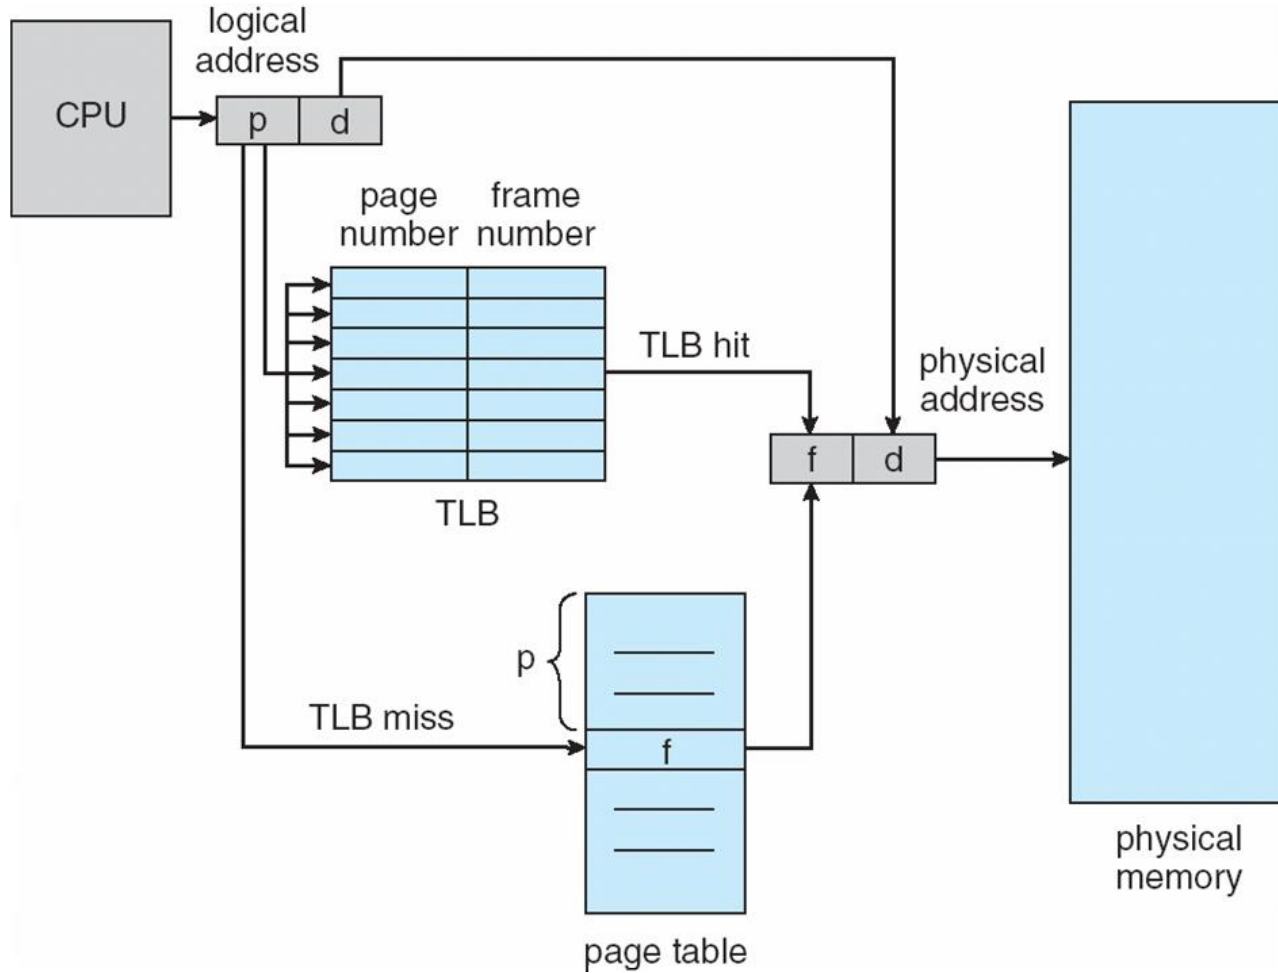 logical
address
CPU
p
d
page
number
frame
number
TLB hit
physical
address
f
d
TLB
p
TLB miss
f
physical
memory
page table